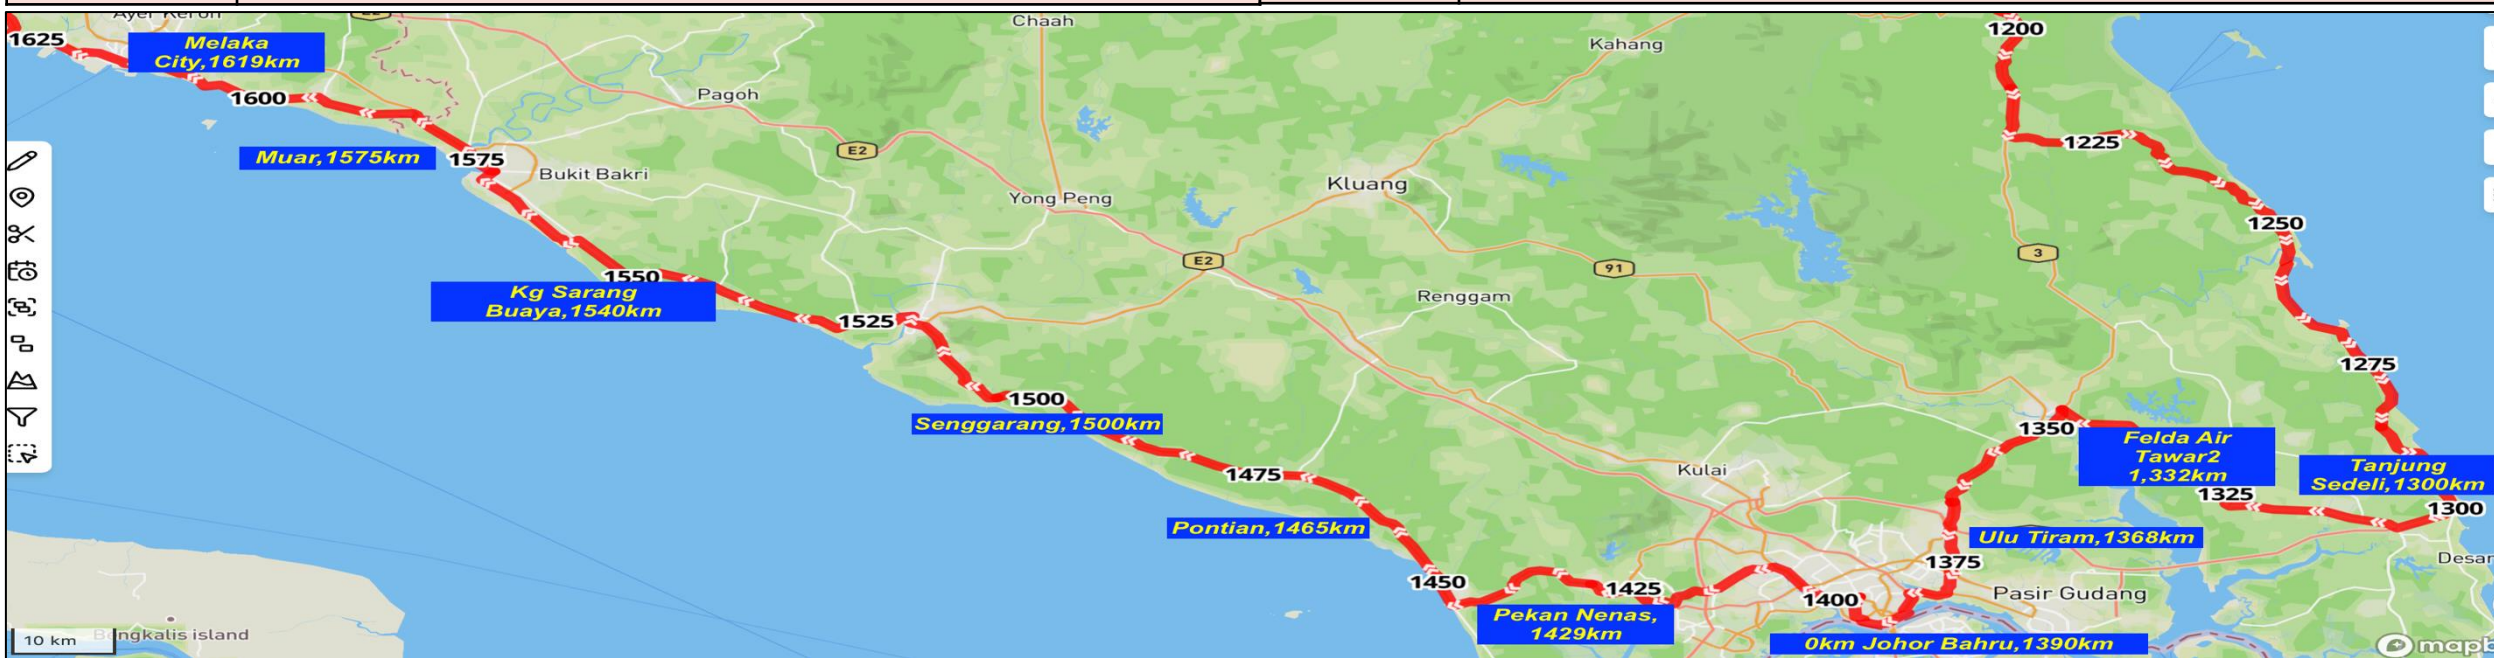 Ayer Keroh
E2
Chaah
1200
1625
Melaka
City,1619km
Kahang
1600
Pagoh
E2
1225
Muar,1575km
1575
Bukit Bakri
Kluang
Yong Peng
1250
E2
91
3
1550
Kg Sarang
Buaya,1540km
Renggam
1525
1275
1500
Senggarang,1500km
1350
Felda Air
Tawar2
1,332km
Tanjung
Sedeli,1300km
1475
Kulai
1325
1300
Pontian,1465km
Ulu Tiram,1368km
1375
Desar
1450
1425
1400
Pasir Gudang
Pekan Nenas,
1429km
Bengkalis island
10 km
0km Johor Bahru,1390km
mapb